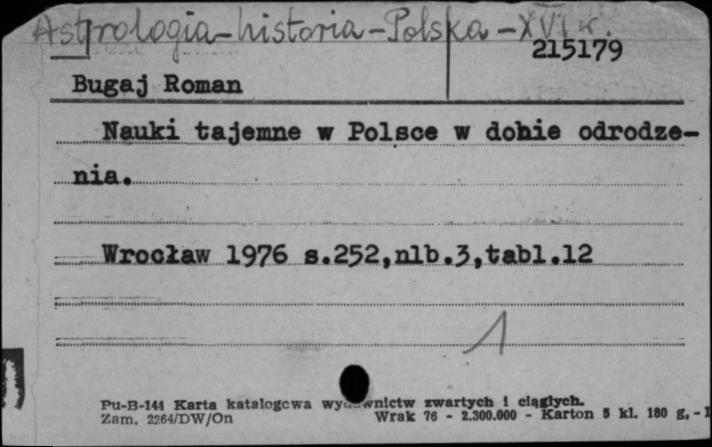 Astrologia - historia - Polska - XVI w.
215179
Bugaj Roman
Nauki tajemne w Polsce w dobie odrodze-
nia.
Wrocław 1976 s.252,nlb.3,tabl.12
1
Pu-B-144 Karta katalogowa wydawnictw zwartych i ciągłych.
Zam. 2264/DW/On Wrak 76 - 2.300.000 - Karton 5 kl. 180 g, -